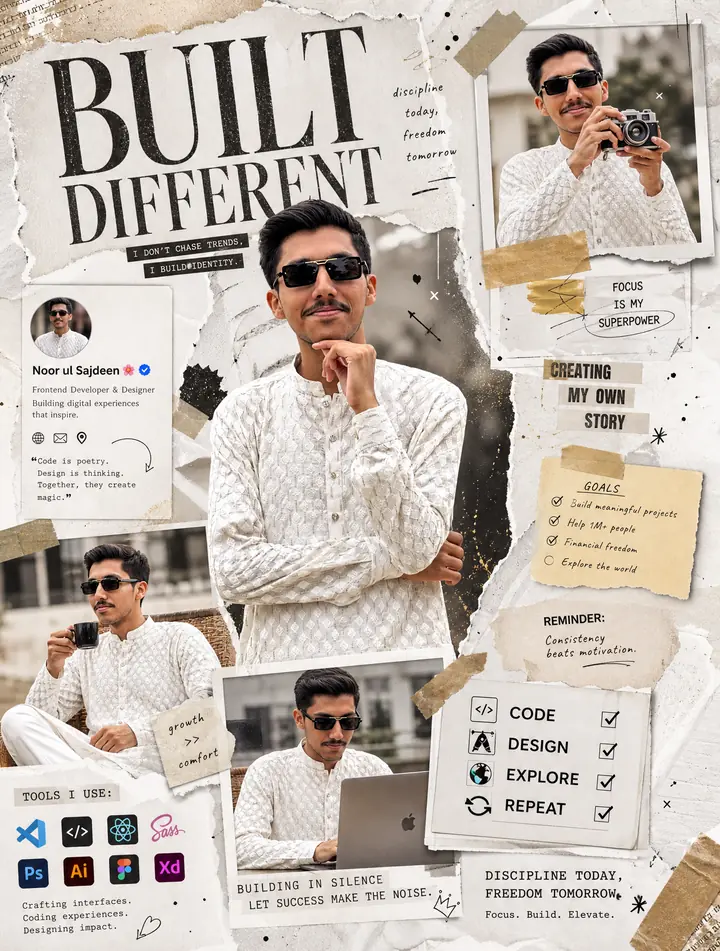 BUILT
DIFFERENT
I DON'T CHASE TRENDS,
I BUILD IDENTITY.
discipline
today,
freedom
tomorrow
FOCUS
IS MY
SUPERPOWER
Noor ul Sajdeen
Frontend Developer & Designer
Building digital experiences
that inspire.
“Code is poetry.
Design is thinking.
Together, they create
magic.”
CREATING
MY OWN
STORY
GOALS
Build meaningful projects
Help 1M+ people
Financial freedom
Explore the world
REMINDER:
Consistency
beats motivation.
growth
>>
comfort
</> CODE
DESIGN
EXPLORE
REPEAT
TOOLS I USE:
</>
Sass
Ps
Ai
Xd
Crafting interfaces.
Coding experiences.
Designing impact.
BUILDING IN SILENCE
LET SUCCESS MAKE THE NOISE.
DISCIPLINE TODAY,
FREEDOM TOMORROW
Focus. Build. Elevate.